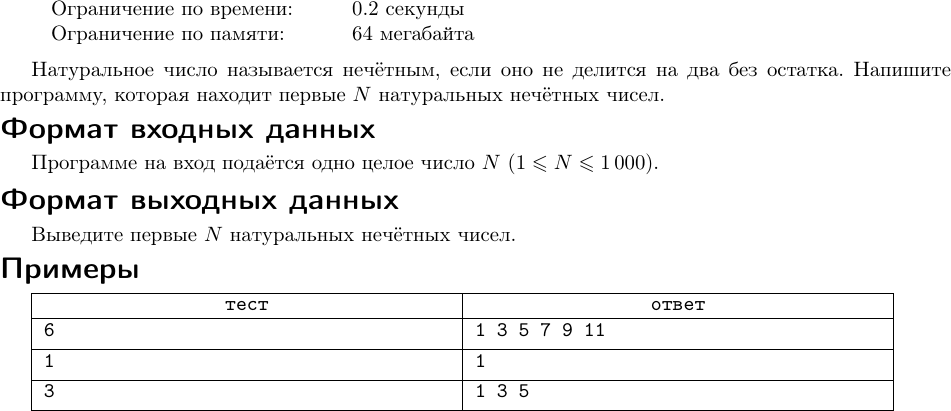 Ограничение по времени: 0.2 секунды
Ограничение по памяти: 64 мегабайта
Натуральное число называется нечётным, если оно не делится на два без остатка. Напишите
программу, которая находит первые N натуральных нечётных чисел.
Формат входных данных
Программе на вход подаётся одно целое число N (1 ⩽ N ⩽ 1 000).
Формат выходных данных
Выведите первые N натуральных нечётных чисел.
Примеры
тест ответ
6 1 3 5 7 9 11
1 1
3 1 3 5